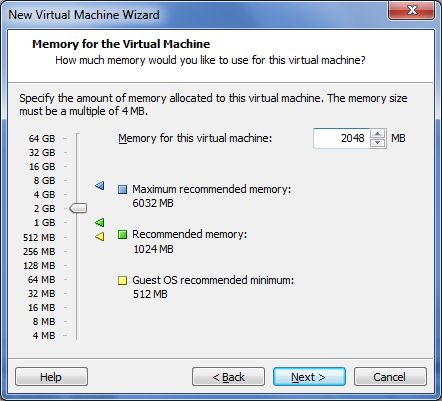 New Virtual Machine Wizard
Memory for the Virtual Machine
How much memory would you like to use for this virtual machine?
Specify the amount of memory allocated to this virtual machine. The memory size
must be a multiple of 4 MB.
64 GB
32 GB
16 GB
8 GB
4 GB
2 GB
1 GB
512 MB
256 MB
128 MB
64 MB
32 MB
16 MB
8 MB
4 MB
Memory for this virtual machine: 2048 MB
Maximum recommended memory:
6032 MB
Recommended memory:
1024 MB
Guest OS recommended minimum:
512 MB
Help
< Back
Next >
Cancel